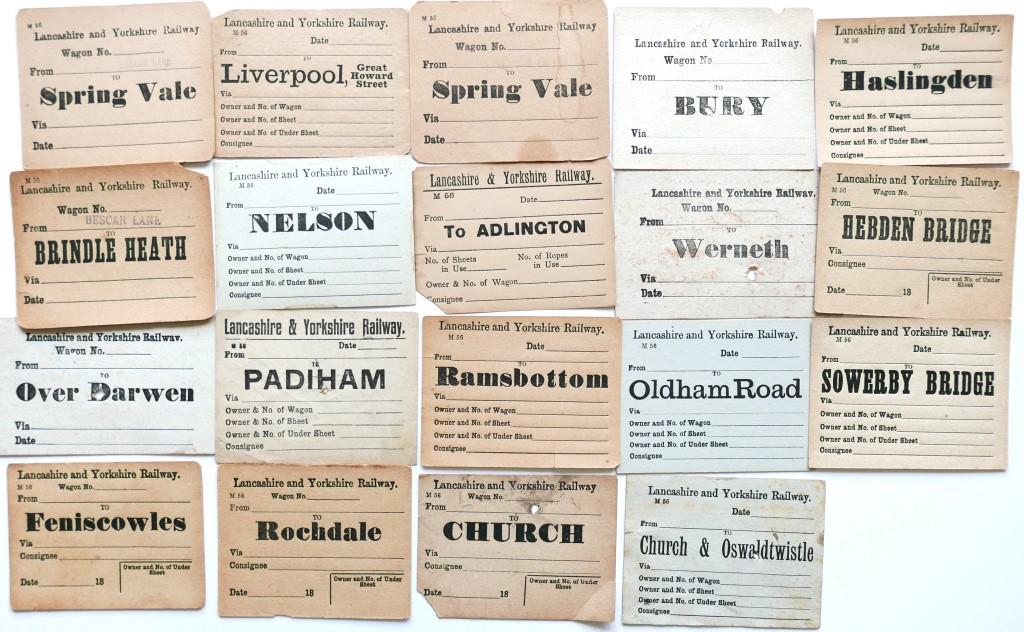 M 56
Lancashire and Yorkshire Railway
Wagon No.
From
TO
Spring Vale
Via
Date
Lancashire and Yorkshire Railway.
M 56
Date
From
TO
Liverpool, Great Howard Street
Via
Owner and No. of Wagon
Owner and No. of Sheet
Owner and No. of Under Sheet
Consignee
M 56
Lancashire and Yorkshire Railway
Wagon No.
From
TO
Spring Vale
Via
Date
Lancashire and Yorkshire Railway.
Wagon No
From
TO
BURY
Via
Date
Lancashire and Yorkshire Railway.
M 56
Date
From
TO
Haslingden
Via
Owner and No. of Wagon
Owner and No. of Sheet
Owner and No. of Under Sheet
Consignee
M 56
Lancashire and Yorkshire Railway.
Wagon No.
BESCAR LANE
From
TO
BRINDLE HEATH
Via
Date
Lancashire and Yorkshire Railway.
M 56
Date
From
TO
NELSON
Via
Owner and No. of Wagon
Owner and No. of Sheet
Owner and No. of Under Sheet
Consignee
Lancashire & Yorkshire Railway.
M 56
Date
From
To ADLINGTON
Via
No. of Sheets in Use
No. of Ropes in Use
Owner & No. of Wagon
Consignee
Lancashire and Yorkshire Railway.
Wagon No.
From
TO
Werneth
Via
Date
Lancashire and Yorkshire Railway.
M 56
Wagon No.
From
TO
HEBDEN BRIDGE
Via
Consignee
Date 18
Owner and No. of Under Sheet
Lancashire and Yorkshire Railway.
Wagon No.
From
TO
Over Darwen
Via
Date
Lancashire & Yorkshire Railway.
M 56
Date
From
To
PADIHAM
Via
Owner & No. of Wagon
Owner & No. of Sheet
Owner & No. of Under Sheet
Consignee
Lancashire and Yorkshire Railway.
M 56
Date
From
TO
Ramsbottom
Via
Owner and No. of Wagon
Owner and No. of Sheet
Owner and No. of Under Sheet
Consignee
Lancashire and Yorkshire Railway.
M 56
Date
From
TO
Oldham Road
Via
Owner and No. of Wagon
Owner and No. of Sheet
Owner and No. of Under Sheet
Consignee
Lancashire and Yorkshire Railway.
M 56
Date
From
TO
SOWERBY BRIDGE
Via
Owner and No. of Wagon
Owner and No. of Sheet
Owner and No. of Under Sheet
Consignee
Lancashire and Yorkshire Railway.
M 56
Wagon No.
From
TO
Feniscowles
Via
Consignee
Date 18
Owner and No. of Under Sheet
Lancashire and Yorkshire Railway.
M 56
Wagon No.
From
TO
Rochdale
Via
Consignee
Date 18
Owner and No. of Under Sheet
Lancashire and Yorkshire Railway
M 56
Wagon No.
From
TO
CHURCH
Via
Consignee
Date 18
Owner and No. of Under Sheet
Lancashire and Yorkshire Railway.
M 56
Date
From
TO
Church & Oswaldtwistle
Via
Owner and No. of Wagon
Owner and No. of Sheet
Owner and No. of Under Sheet
Consignee